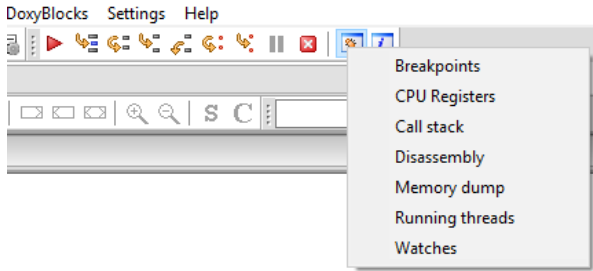 DoxyBlocks Settings Help
i
S C
Breakpoints
CPU Registers
Call stack
Disassembly
Memory dump
Running threads
Watches